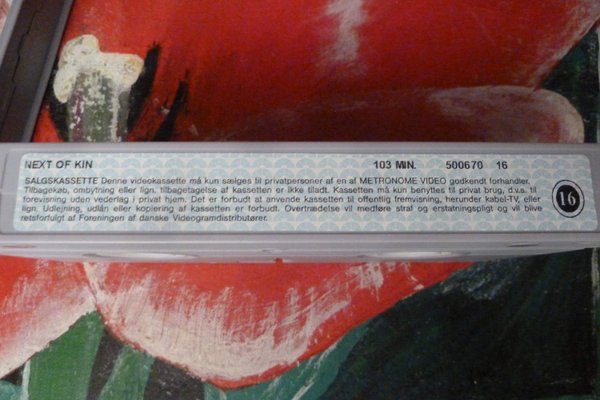 NEXT OF KIN 103 MIN. 500670 16
SALGSKASSETTE Denne videokassette må kun sælges til privatpersoner af en af METRONOME VIDEO godkendt forhandler.
Tilbagekøb, ombytning eller lign. tilbagetagelse af kassetten er ikke tiladt. Kassetten må kun benyttes til privat brug, d.v.s. til
forevisning uden vederlag i privat hjem. Det er forbudt at anvende kassetten til offentlig fremvisning, herunder kabel-TV, eller
lign. Udlejning, udlån eller kopiering af kassetten er forbudt. Overtrædelse vil medføre straf og erstatningspligt og vil blive
retsforfulgt af Foreningen af danske Videogramdistributører.
16